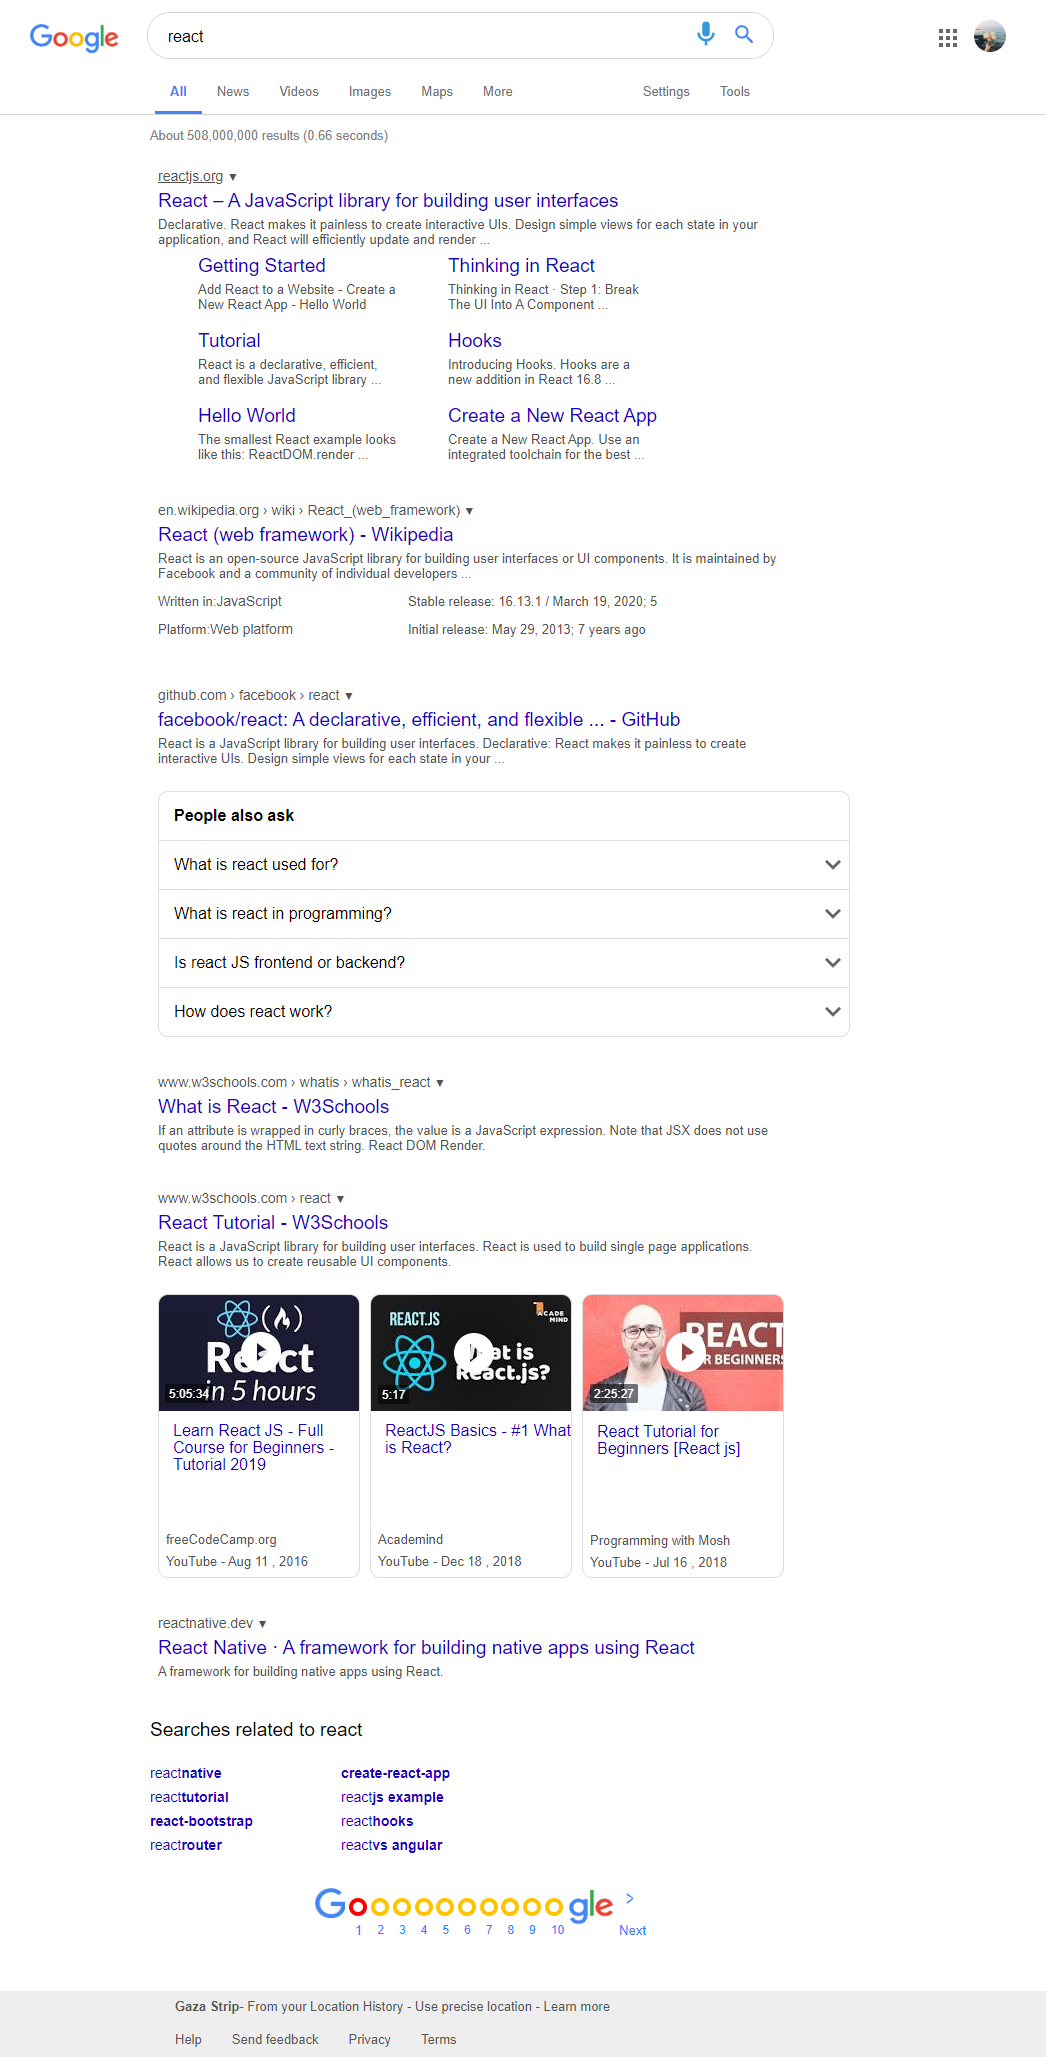 Google
react
All News Videos Images Maps More Settings Tools
About 508,000,000 results (0.66 seconds)
reactjs.org ▼
React – A JavaScript library for building user interfaces
Declarative. React makes it painless to create interactive UIs. Design simple views for each state in your
application, and React will efficiently update and render ...
Getting Started
Add React to a Website - Create a
New React App - Hello World
Thinking in React
Thinking in React · Step 1: Break
The UI Into A Component ...
Tutorial
React is a declarative, efficient,
and flexible JavaScript library ...
Hooks
Introducing Hooks. Hooks are a
new addition in React 16.8 ...
Hello World
The smallest React example looks
like this: ReactDOM.render ...
Create a New React App
Create a New React App. Use an
integrated toolchain for the best ...
en.wikipedia.org › wiki › React_(web_framework) ▼
React (web framework) - Wikipedia
React is an open-source JavaScript library for building user interfaces or UI components. It is maintained by
Facebook and a community of individual developers ...
Written in:JavaScript Stable release: 16.13.1 / March 19, 2020; 5
Platform:Web platform Initial release: May 29, 2013; 7 years ago
github.com › facebook › react ▼
facebook/react: A declarative, efficient, and flexible ... - GitHub
React is a JavaScript library for building user interfaces. Declarative: React makes it painless to create
interactive UIs. Design simple views for each state in your ...
People also ask
What is react used for?
What is react in programming?
Is react JS frontend or backend?
How does react work?
www.w3schools.com › whatis › whatis_react ▼
What is React - W3Schools
If an attribute is wrapped in curly braces, the value is a JavaScript expression. Note that JSX does not use
quotes around the HTML text string. React DOM Render.
www.w3schools.com › react ▼
React Tutorial - W3Schools
React is a JavaScript library for building user interfaces. React is used to build single page applications.
React allows us to create reusable UI components.
React
in 5 hours
5:05:34
Learn React JS - Full
Course for Beginners -
Tutorial 2019
freeCodeCamp.org
YouTube - Aug 11 , 2016
ACADE
MIND
REACT.JS
What is
React.js?
5:17
ReactJS Basics - #1 What
is React?
Academind
YouTube - Dec 18 , 2018
REACT
FOR BEGINNERS
2:25:27
React Tutorial for
Beginners [React js]
Programming with Mosh
YouTube - Jul 16 , 2018
reactnative.dev ▼
React Native · A framework for building native apps using React
A framework for building native apps using React.
Searches related to react
reactnative create-react-app
reacttutorial reactjs example
react-bootstrap reacthooks
reactrouter reactvs angular
Goooooooooogle >
1 2 3 4 5 6 7 8 9 10 Next
Gaza Strip- From your Location History - Use precise location - Learn more
Help Send feedback Privacy Terms